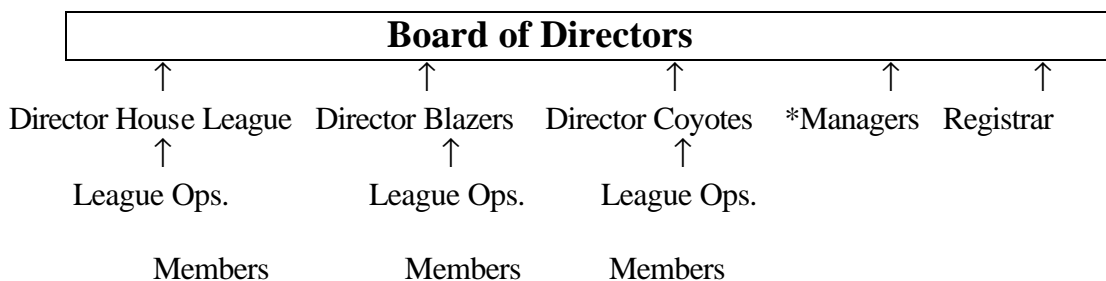 Board of Directors
↑ ↑ ↑ ↑ ↑
Director House League Director Blazers Director Coyotes *Managers Registrar
↑ ↑ ↑
League Ops. League Ops. League Ops.
Members Members Members